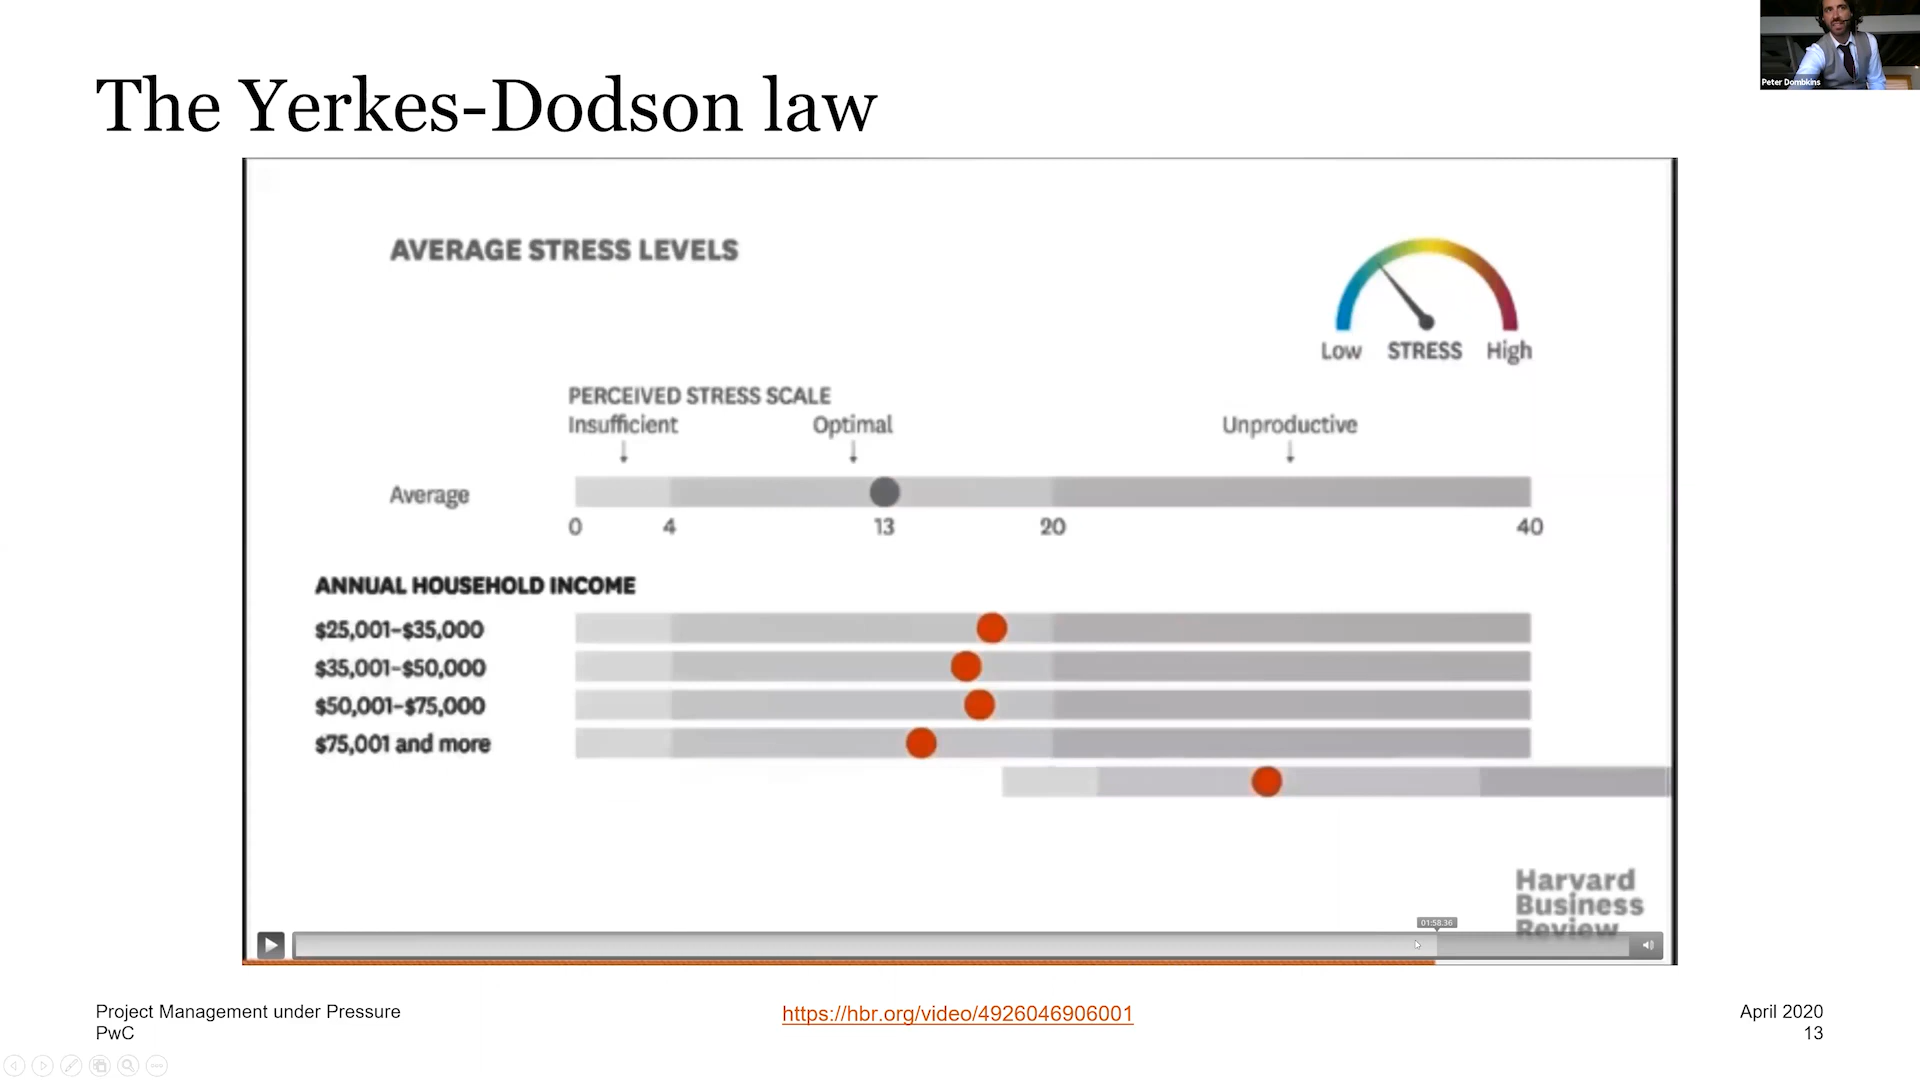 Peter Dombkins
The Yerkes-Dodson law
AVERAGE STRESS LEVELS
Low STRESS High
PERCEIVED STRESS SCALE
Insufficient Optimal Unproductive
Average
0 4 13 20 40
ANNUAL HOUSEHOLD INCOME
$25,001–$35,000
$35,001–$50,000
$50,001–$75,000
$75,001 and more
Harvard
Business
Review
01:58.36
Project Management under Pressure
PwC
https://hbr.org/video/4926046906001
April 2020
13